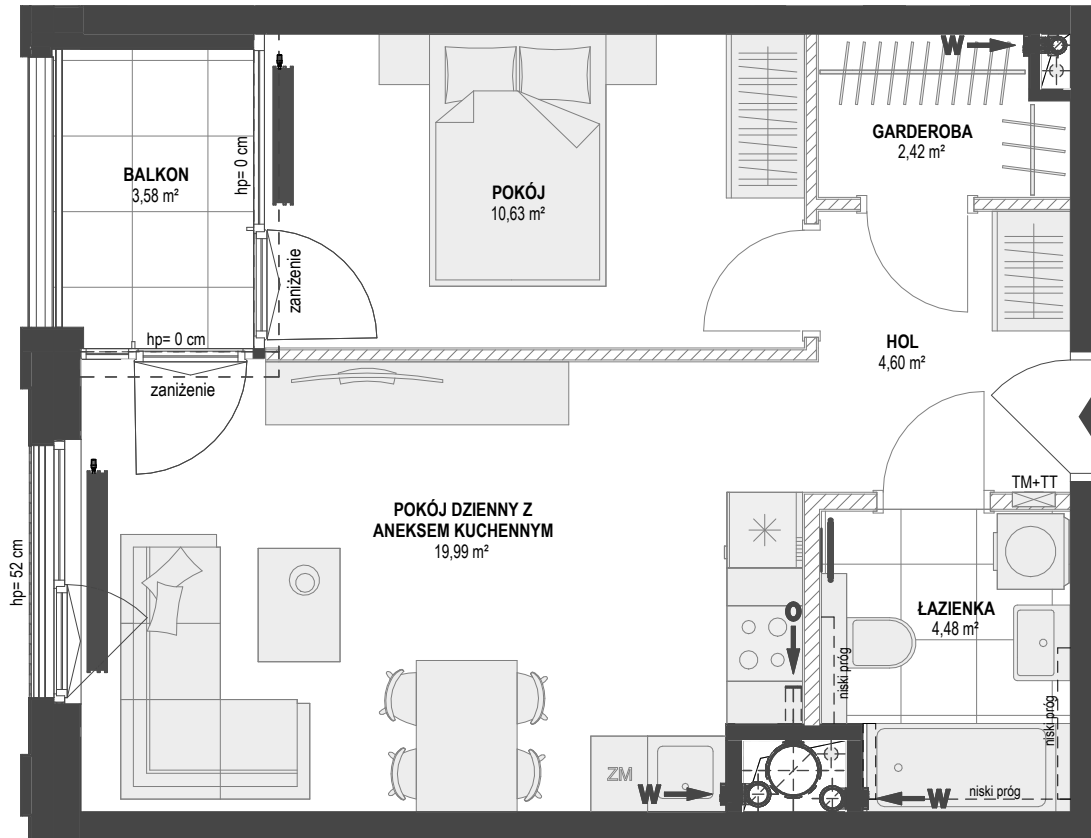 W
GARDEROBA
2,42 m²
BALKON
3,58 m²
hp= 0 cm
POKÓJ
10,63 m²
zaniżenie
hp= 0 cm
zaniżenie
HOL
4,60 m²
TM+TT
POKÓJ DZIENNY Z
ANEKSEM KUCHENNYM
19,99 m²
hp= 52 cm
O
ŁAZIENKA
4,48 m²
niski próg
niski próg
ZM
W
W
niski próg